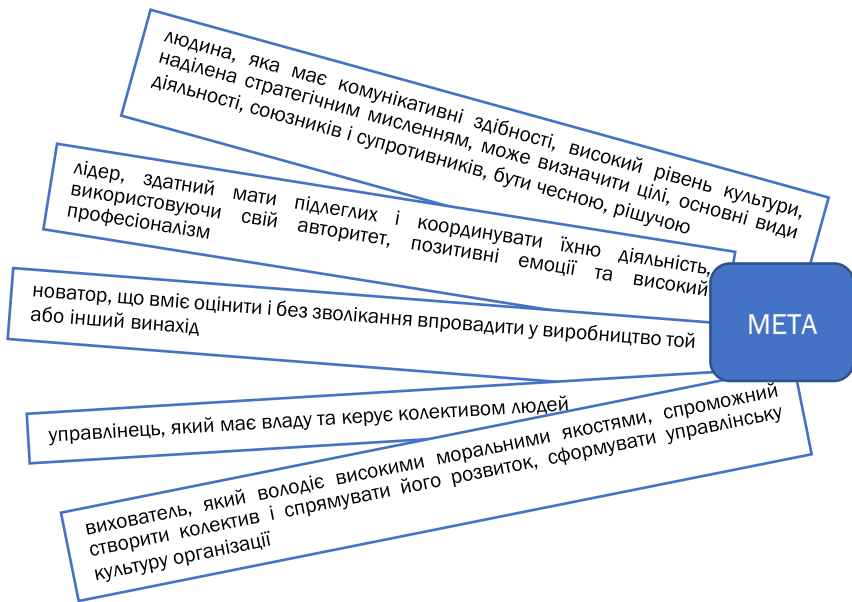 людина, яка має комунікативні здібності, високий рівень культури,
наділена стратегічним мисленням, може визначити цілі, основні види
діяльності, союзників і супротивників, бути чесною, рішучою
лідер, здатний мати підлеглих і координувати їхню діяльність,
використовуючи свій авторитет, позитивні емоції та високий
професіоналізм
новатор, що вміє оцінити і без зволікання впровадити у виробництво той
або інший винахід
управлінець, який має владу та керує колективом людей
вихователь, який володіє високими моральними якостями, спроможний
створити колектив і спрямувати його розвиток, сформувати управлінську
культуру організації
МЕТА